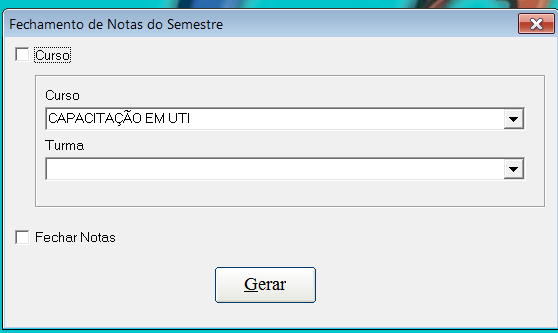 Fechamento de Notas do Semestre
Curso
Curso
CAPACITAÇÃO EM UTI
Turma
Fechar Notas
Gerar